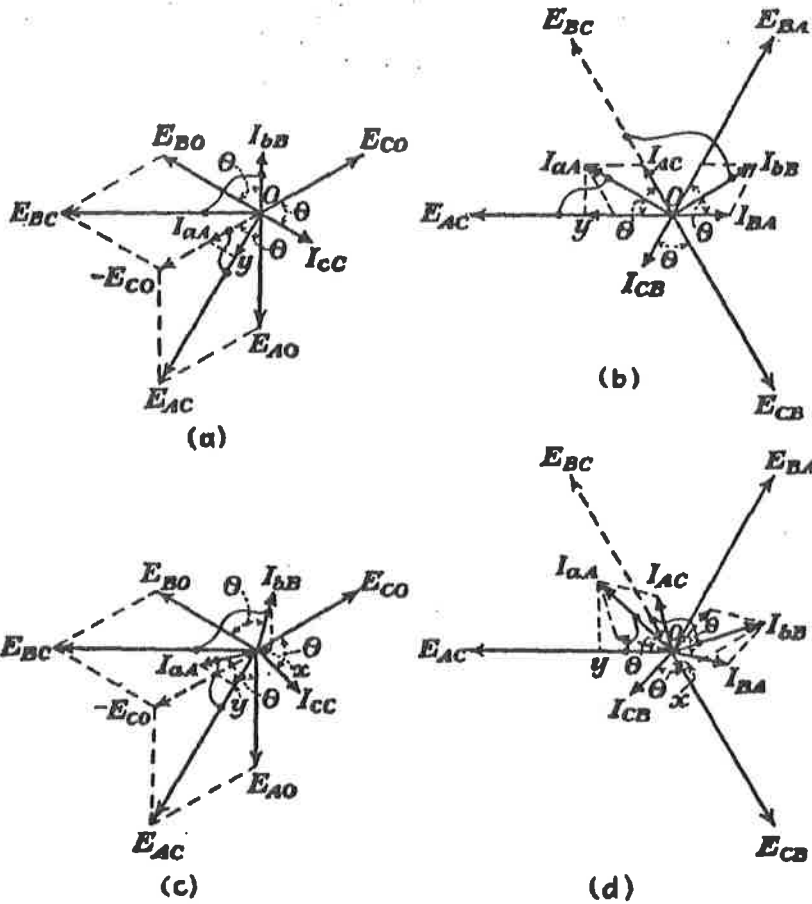 E_BO I_bB E_CO
θ O θ
E_BC I_aA θ
y I_CC
-E_CO
E_AO
E_AC
(a)
E_BC E_BA
I_aA I_AC I_bB
O
E_AC y θ θ I_BA
I_CB θ
(b)
E_CB
E_BO θ I_bB E_CO
E_BC I_aA θ x
y θ I_CC
-E_CO
E_AO
E_AC
(c)
E_BC E_BA
I_aA I_AC
O θ I_bB
E_AC y θ I_BA
I_CB θ x
E_CB
(d)